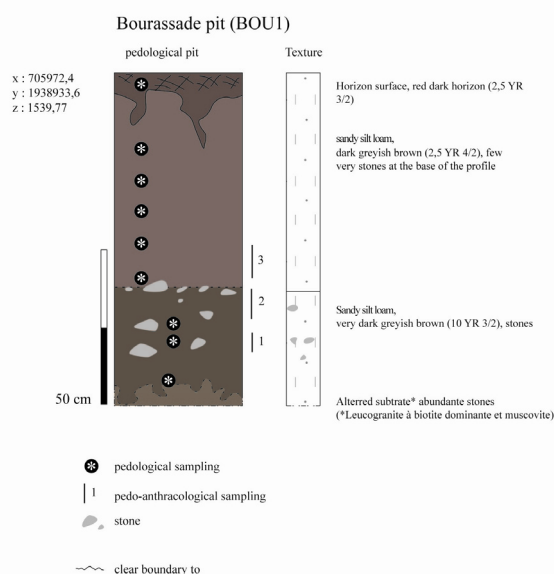 Bourassade pit (BOU1)
pedological pit
Texture
x : 705972,4
y : 1938933,6
z : 1539,77
Horizon surface, red dark horizon (2,5 YR
3/2)
sandy silt loam,
dark greyish brown (2,5 YR 4/2), few
very stones at the base of the profile
3
2
Sandy silt loam,
very dark greyish brown (10 YR 3/2), stones
1
50 cm
Alterred subtrate* abundante stones
(*Leucogranite à biotite dominante et muscovite)
pedological sampling
1 pedo-anthracological sampling
stone
clear boundary to